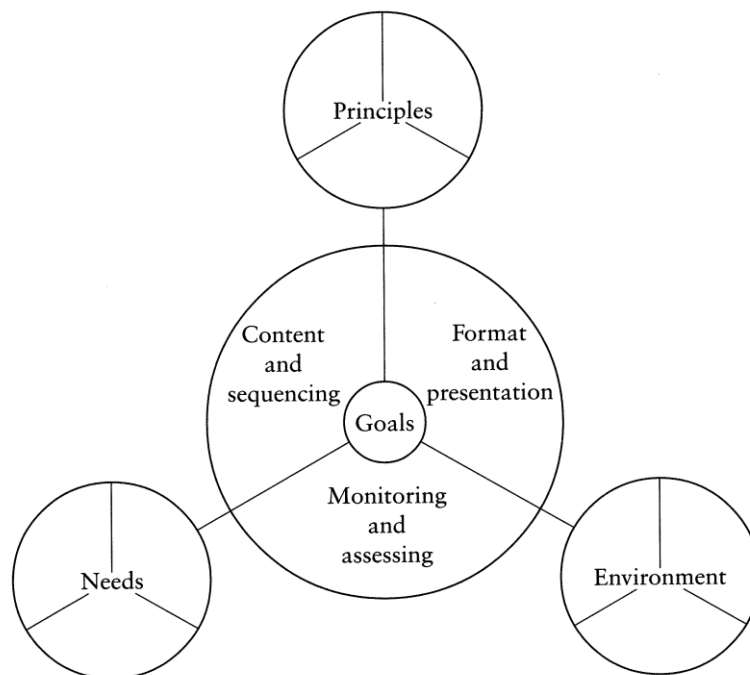 Principles
Content
and
sequencing
Format
and
presentation
Goals
Monitoring
and
assessing
Needs
Environment